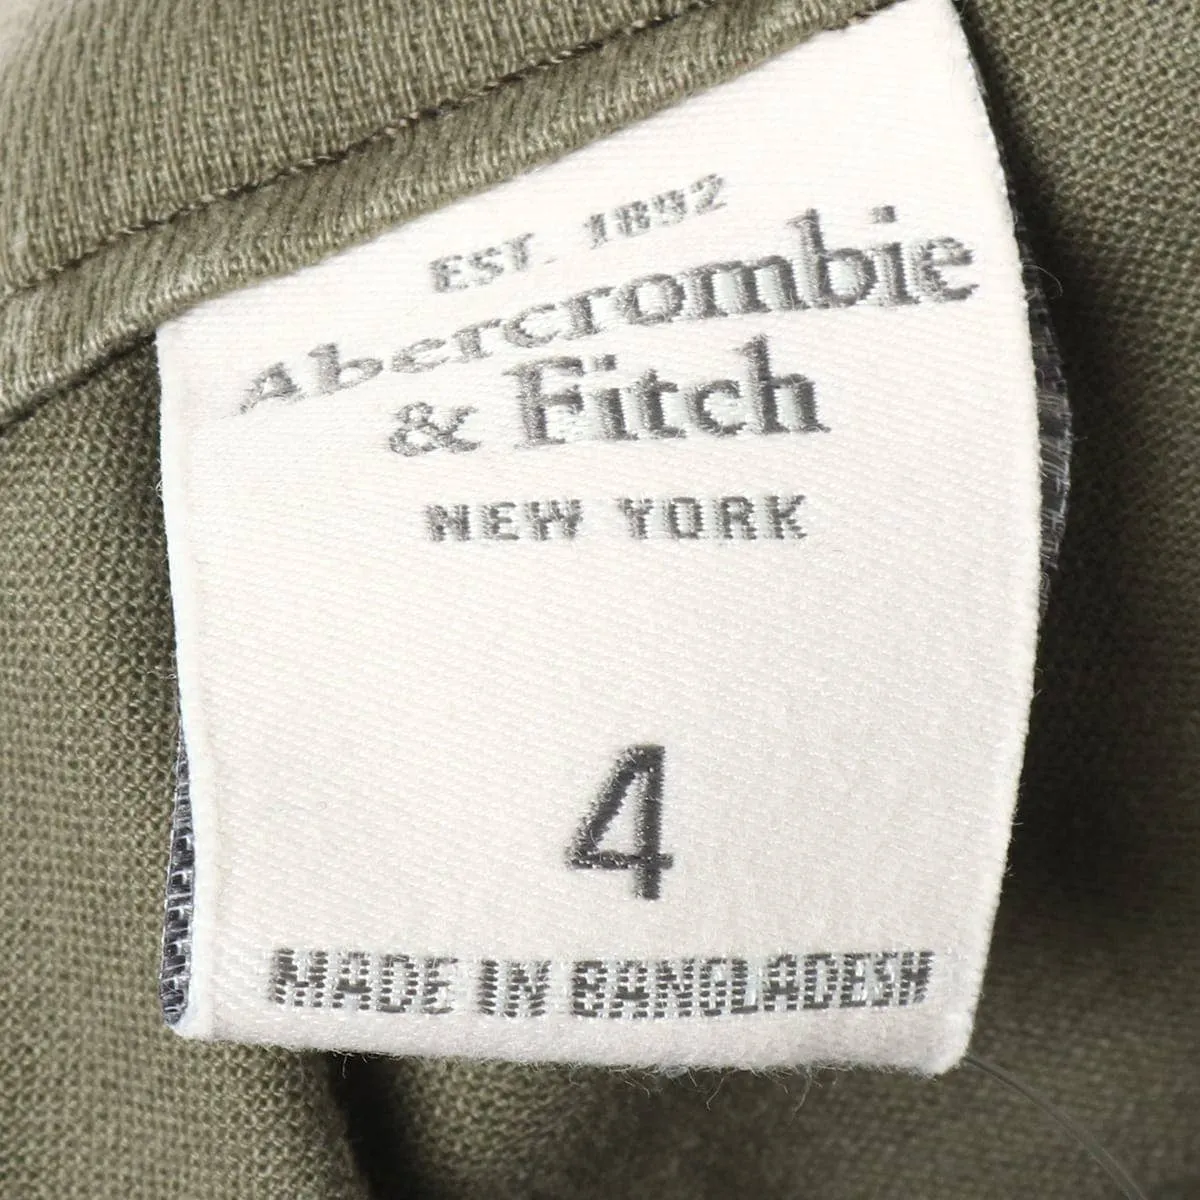 EST. 1892
Abercrombie
& Fitch
NEW YORK
4
MADE IN BANGLADESH